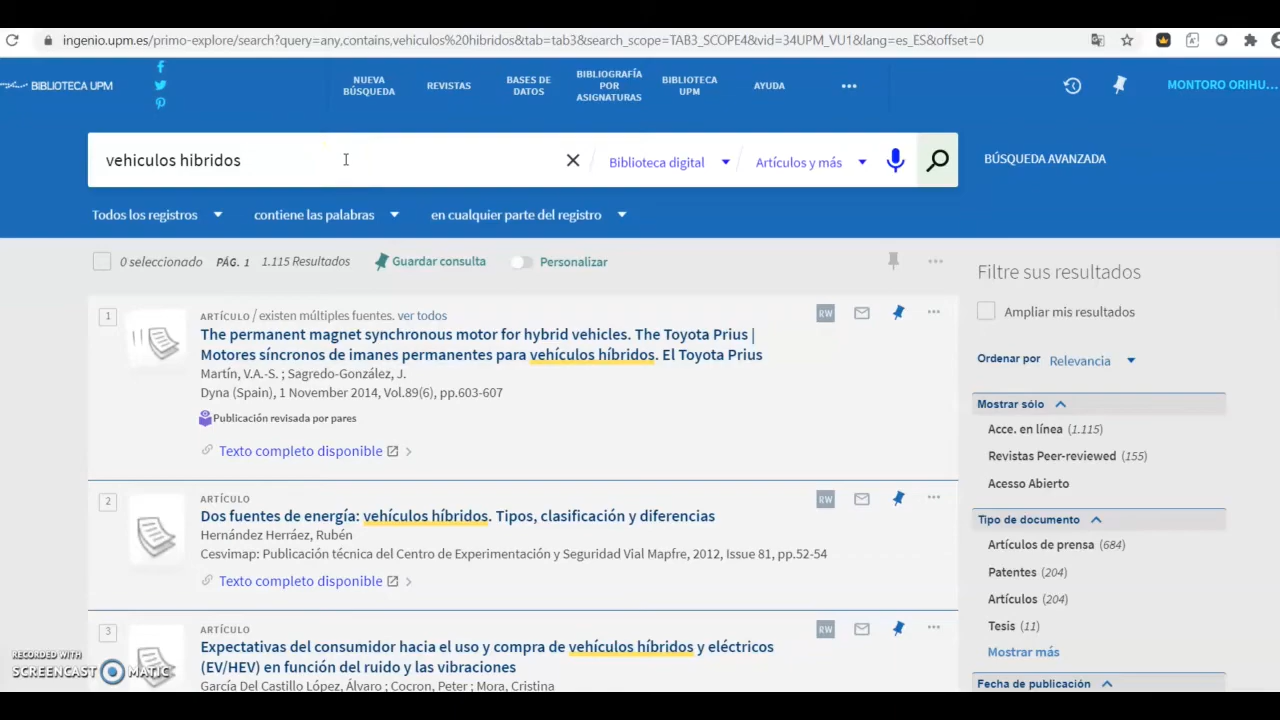 ingenio.upm.es/primo-explore/search?query=any,contains,vehiculos%20hibridos&tab=tab3&search_scope=TAB3_SCOPE4&vid=34UPM_VU1&lang=es_ES&offset=0
BIBLIOTECA UPM
NUEVA BÚSQUEDA
REVISTAS
BASES DE DATOS
BIBLIOGRAFÍA POR ASIGNATURAS
BIBLIOTECA UPM
AYUDA
MONTORO ORIHU...
vehiculos hibridos
Biblioteca digital
Artículos y más
BÚSQUEDA AVANZADA
Todos los registros
contiene las palabras
en cualquier parte del registro
0 seleccionado PÁG. 1 1.115 Resultados
Guardar consulta
Personalizar
1
ARTÍCULO / existen múltiples fuentes. ver todos
RW
The permanent magnet synchronous motor for hybrid vehicles. The Toyota Prius |
Motores síncronos de imanes permanentes para vehículos híbridos. El Toyota Prius
Martín, V.A.-S. ; Sagredo-González, J.
Dyna (Spain), 1 November 2014, Vol.89(6), pp.603-607
Publicación revisada por pares
Texto completo disponible
2
ARTÍCULO
RW
Dos fuentes de energía: vehículos híbridos. Tipos, clasificación y diferencias
Hernández Herráez, Rubén
Cesvimap: Publicación técnica del Centro de Experimentación y Seguridad Vial Mapfre, 2012, Issue 81, pp.52-54
Texto completo disponible
3
ARTÍCULO
RW
Expectativas del consumidor hacia el uso y compra de vehículos híbridos y eléctricos
(EV/HEV) en función del ruido y las vibraciones
García Del Castillo López, Álvaro ; Cocron, Peter ; Mora, Cristina
Filtre sus resultados
Ampliar mis resultados
Ordenar por Relevancia
Mostrar sólo
Acce. en línea (1.115)
Revistas Peer-reviewed (155)
Acesso Abierto
Tipo de documento
Artículos de prensa (684)
Patentes (204)
Artículos (204)
Tesis (11)
Mostrar más
Fecha de publicación
RECORDED WITH
SCREENCAST MATIC